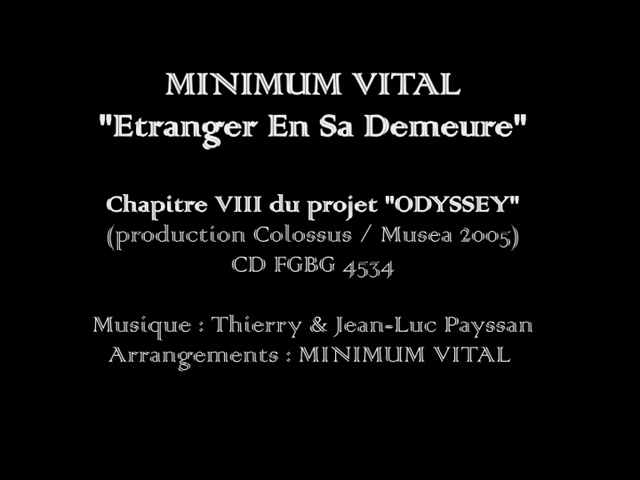 MINIMUM VITAL
"Etranger En Sa Demeure"
Chapitre VIII du projet "ODYSSEY"
(production Colossus / Musea 2005)
CD FGBG 4534
Musique : Thierry & Jean-Luc Payssan
Arrangements : MINIMUM VITAL